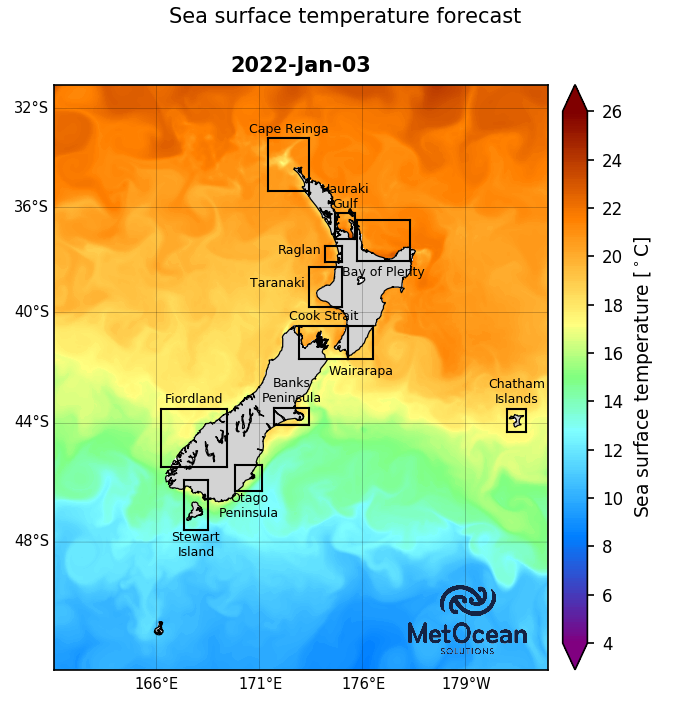 Sea surface temperature forecast
2022-Jan-03
32°S
36°S
40°S
44°S
48°S
166°E
171°E
176°E
179°W
Cape Reinga
Hauraki
Gulf
Raglan
Bay of Plenty
Taranaki
Cook Strait
Wairarapa
Banks
Peninsula
Fiordland
Chatham
Islands
Otago
Peninsula
Stewart
Island
MetOcean
SOLUTIONS
26
24
22
20
18
16
14
12
10
8
6
4
Sea surface temperature [°C]